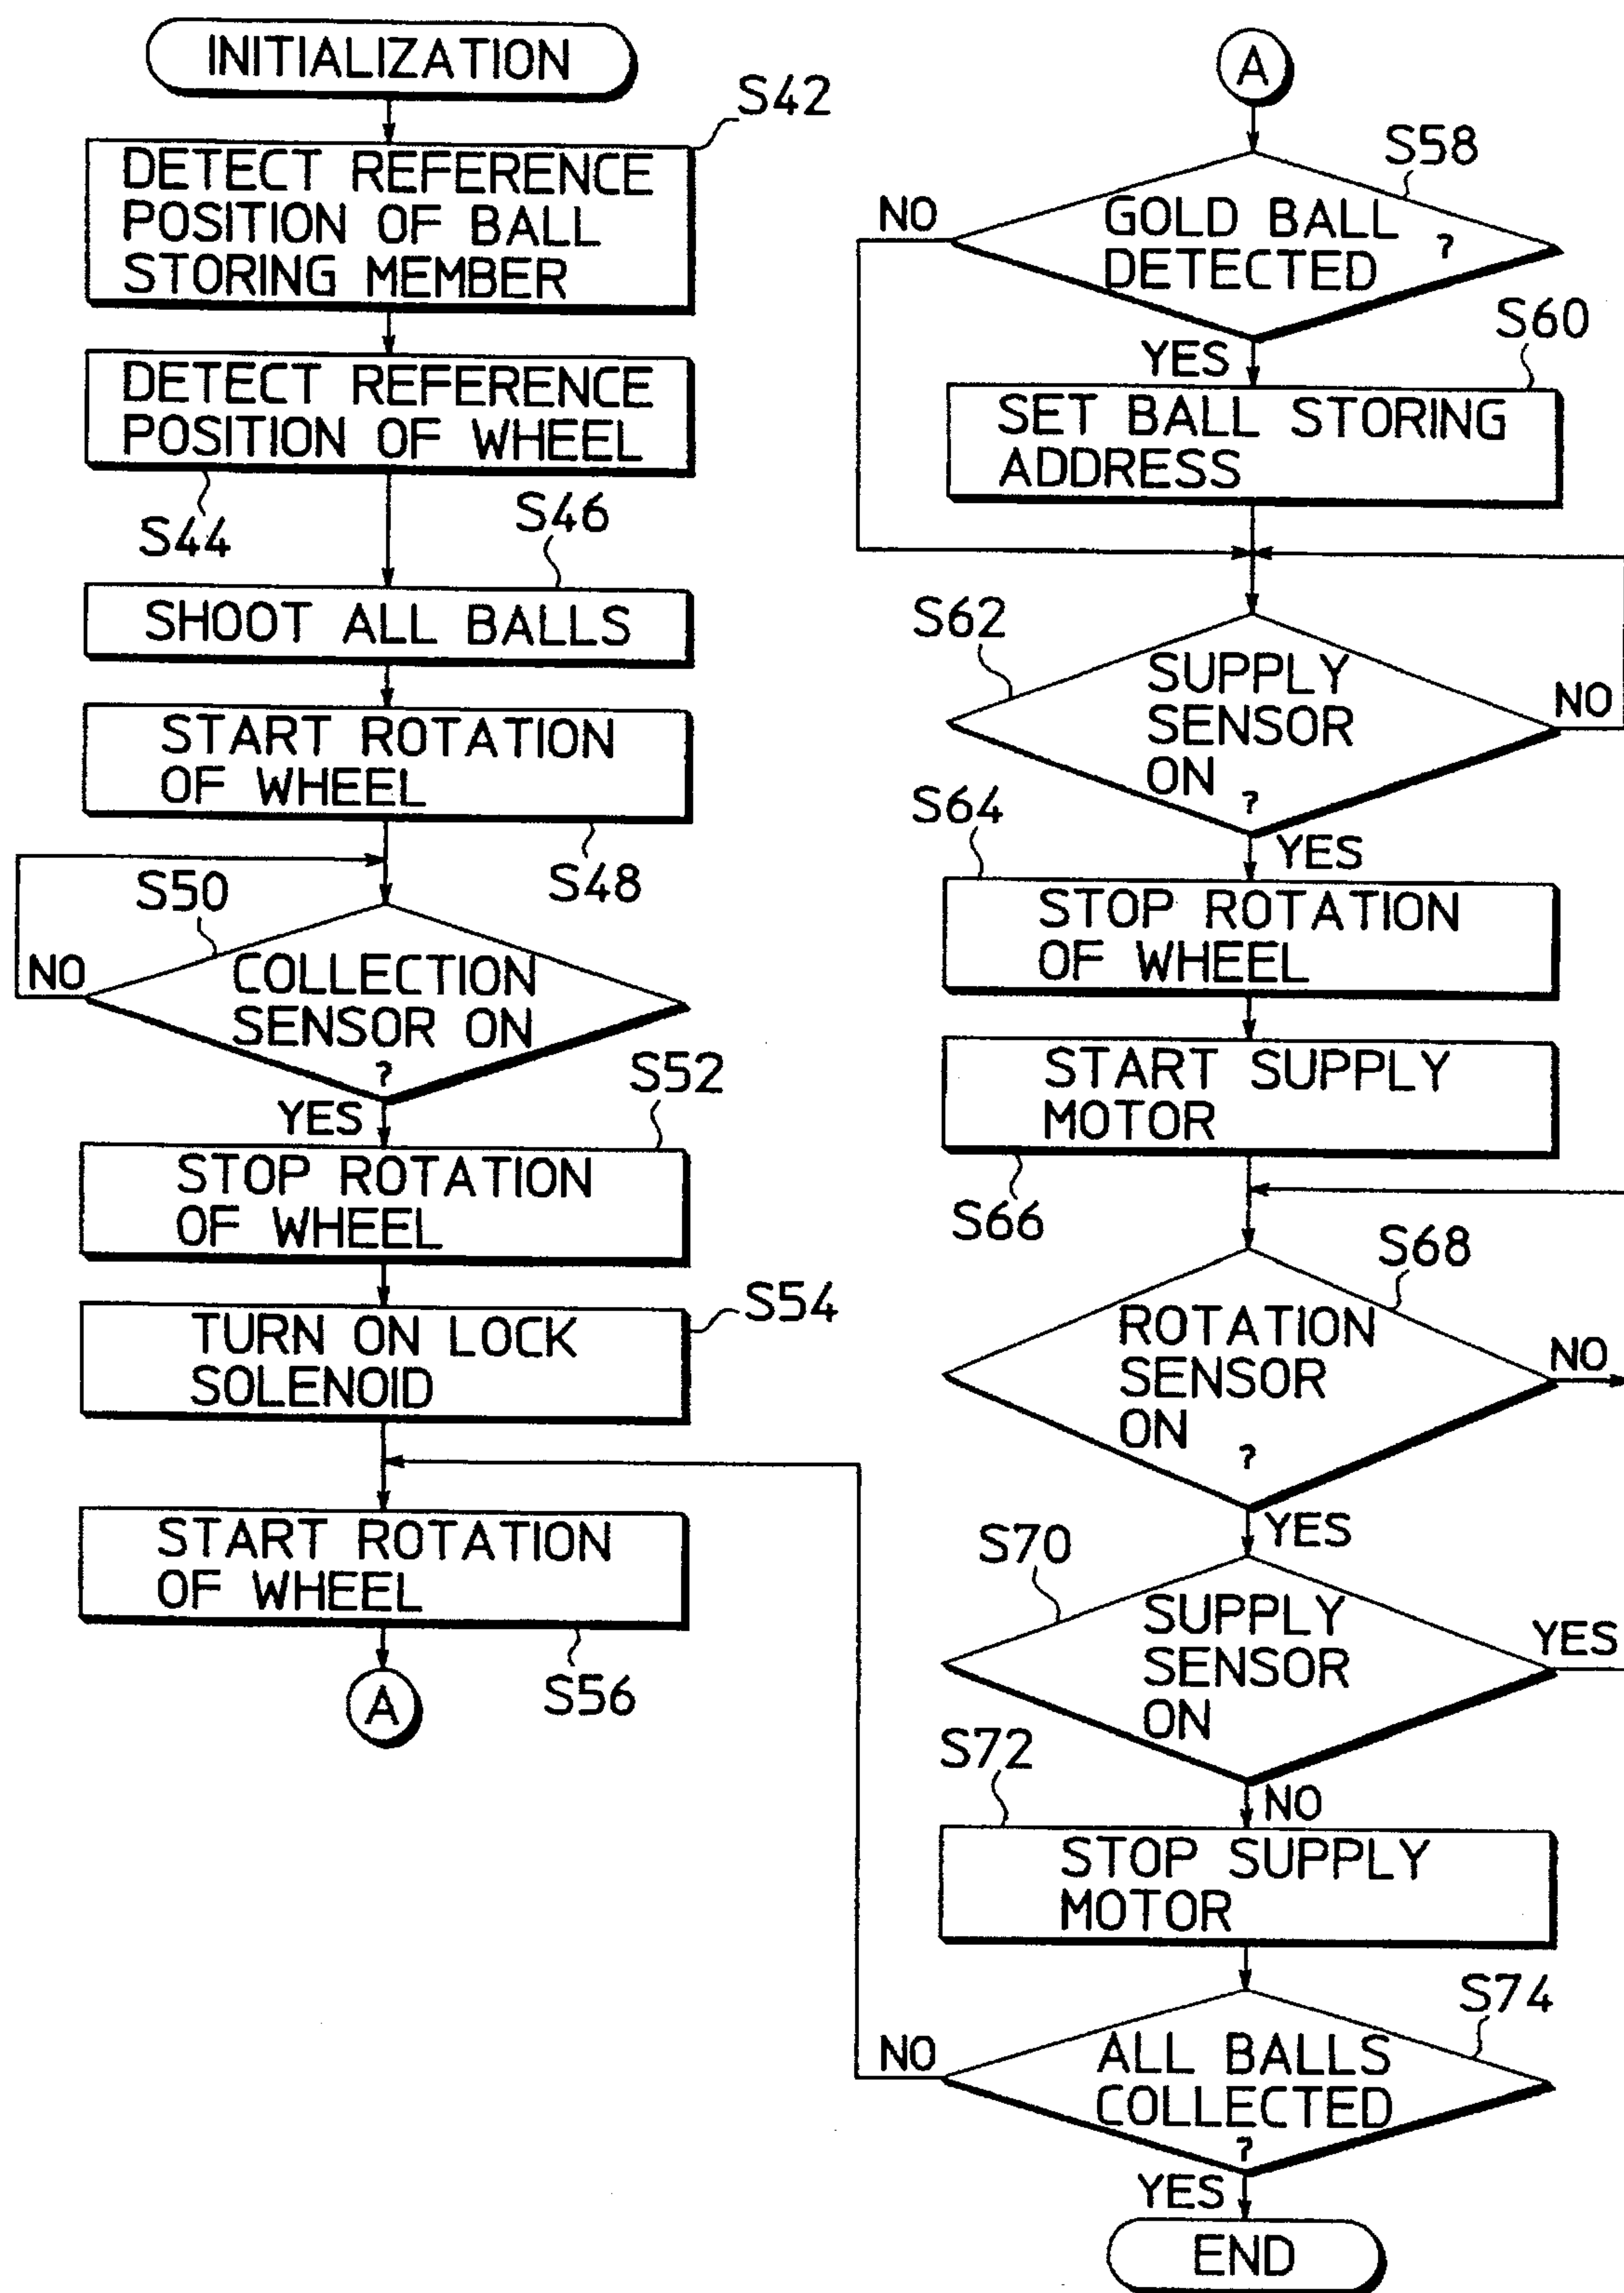 INITIALIZATION
S42
DETECT REFERENCE
POSITION OF BALL
STORING MEMBER
DETECT REFERENCE
POSITION OF WHEEL
S44
S46
SHOOT ALL BALLS
START ROTATION
OF WHEEL
S48
S50
NO
COLLECTION
SENSOR ON
?
YES
S52
STOP ROTATION
OF WHEEL
S54
TURN ON LOCK
SOLENOID
START ROTATION
OF WHEEL
S56
A
A
S58
NO
GOLD BALL
DETECTED ?
YES
S60
SET BALL STORING
ADDRESS
S62
SUPPLY
SENSOR
ON ?
NO
YES
S64
STOP ROTATION
OF WHEEL
START SUPPLY
MOTOR
S66
S68
ROTATION
SENSOR
ON ?
NO
YES
S70
SUPPLY
SENSOR
ON
YES
NO
S72
STOP SUPPLY
MOTOR
S74
NO
ALL BALLS
COLLECTED
?
YES
END